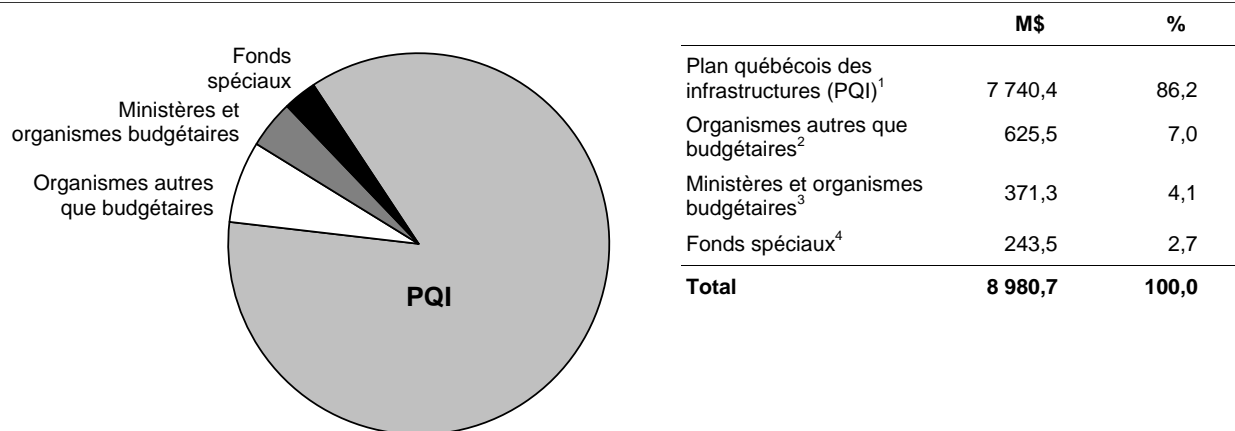 Fonds
spéciaux
Ministères et
organismes budgétaires
Organismes autres
que budgétaires
PQI
M$ %
Plan québécois des
infrastructures (PQI)1 7 740,4 86,2
Organismes autres que
budgétaires2 625,5 7,0
Ministères et organismes
budgétaires3 371,3 4,1
Fonds spéciaux4 243,5 2,7
Total 8 980,7 100,0